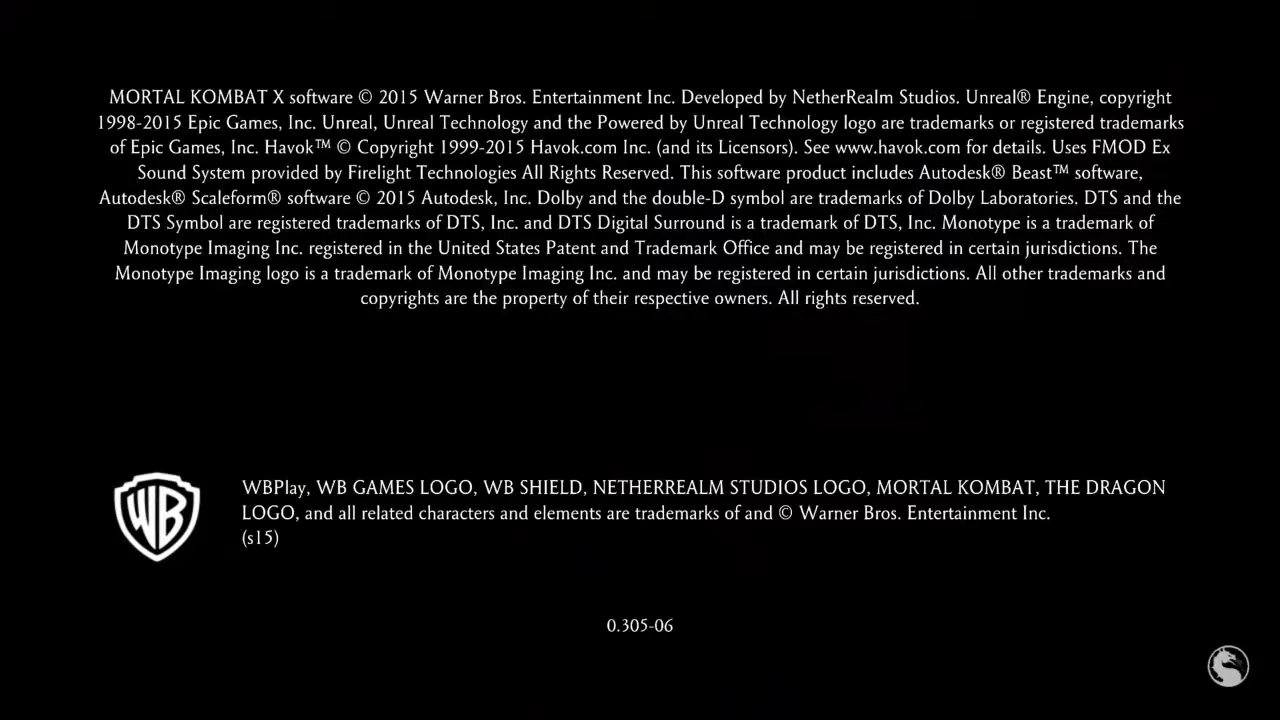 MORTAL KOMBAT X software © 2015 Warner Bros. Entertainment Inc. Developed by NetherRealm Studios. Unreal® Engine, copyright
1998-2015 Epic Games, Inc. Unreal, Unreal Technology and the Powered by Unreal Technology logo are trademarks or registered trademarks
of Epic Games, Inc. Havok™ © Copyright 1999-2015 Havok.com Inc. (and its Licensors). See www.havok.com for details. Uses FMOD Ex
Sound System provided by Firelight Technologies All Rights Reserved. This software product includes Autodesk® Beast™ software,
Autodesk® Scaleform® software © 2015 Autodesk, Inc. Dolby and the double-D symbol are trademarks of Dolby Laboratories. DTS and the
DTS Symbol are registered trademarks of DTS, Inc. and DTS Digital Surround is a trademark of DTS, Inc. Monotype is a trademark of
Monotype Imaging Inc. registered in the United States Patent and Trademark Office and may be registered in certain jurisdictions. The
Monotype Imaging logo is a trademark of Monotype Imaging Inc. and may be registered in certain jurisdictions. All other trademarks and
copyrights are the property of their respective owners. All rights reserved.
WB
WBPlay, WB GAMES LOGO, WB SHIELD, NETHERREALM STUDIOS LOGO, MORTAL KOMBAT, THE DRAGON
LOGO, and all related characters and elements are trademarks of and © Warner Bros. Entertainment Inc.
(s15)
0.305-06